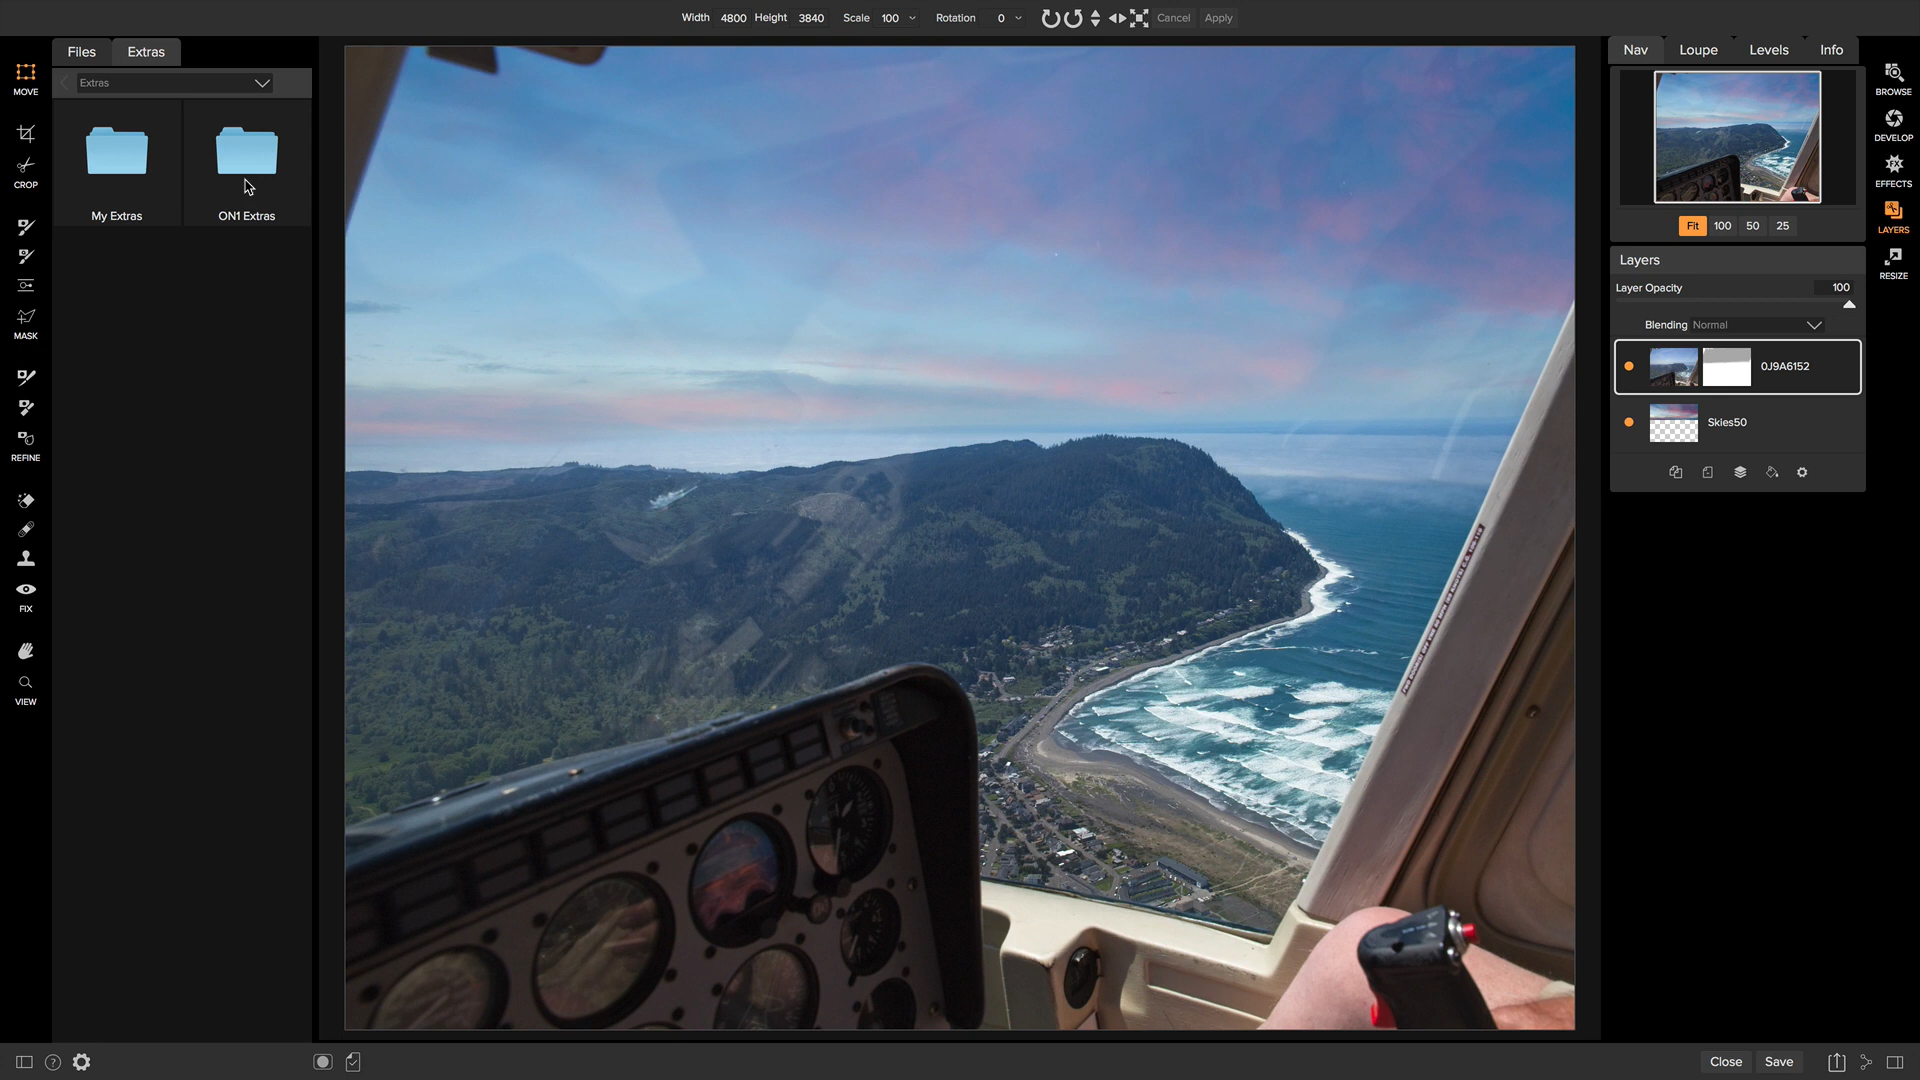 Width 4800 Height 3840 Scale 100 Rotation 0 Cancel Apply
Files Extras
Extras
My Extras ON1 Extras
MOVE
CROP
MASK
REFINE
FIX
VIEW
Nav Loupe Levels Info
Fit 100 50 25
Layers
Layer Opacity 100
Blending Normal
0J9A6152
Skies50
BROWSE
DEVELOP
EFFECTS
LAYERS
RESIZE
Close Save